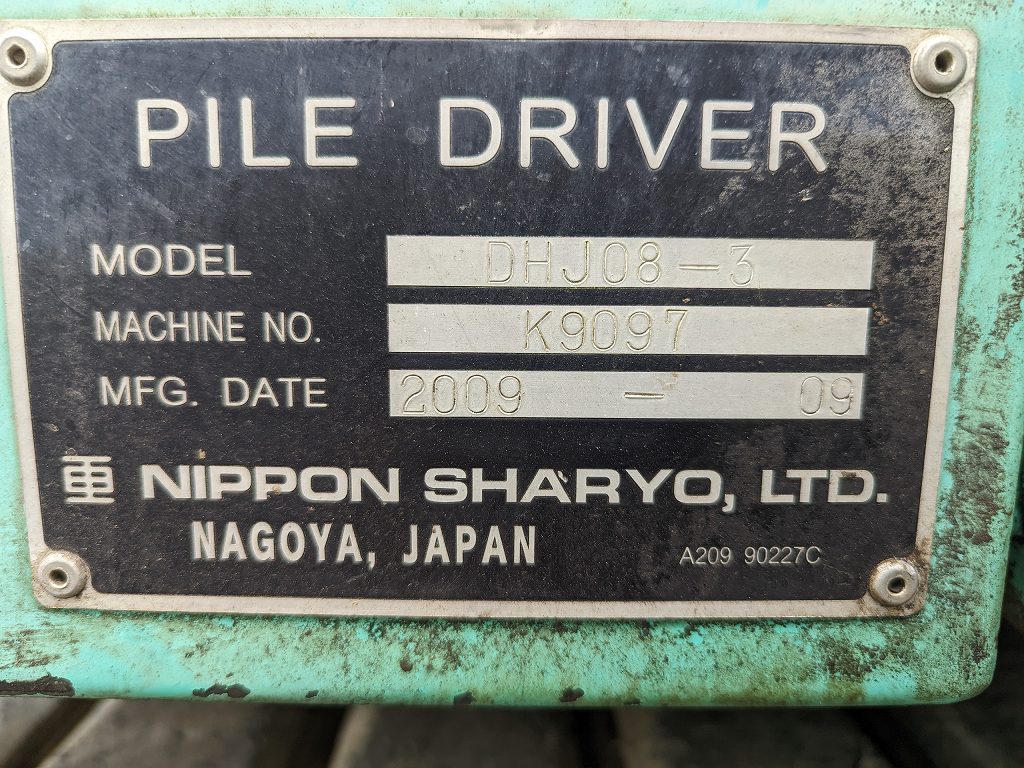 PILE DRIVER
MODEL DHJ08-3
MACHINE NO. K9097
MFG. DATE 2009 - 09
NIPPON SHARYO, LTD.
NAGOYA, JAPAN A209 90227C